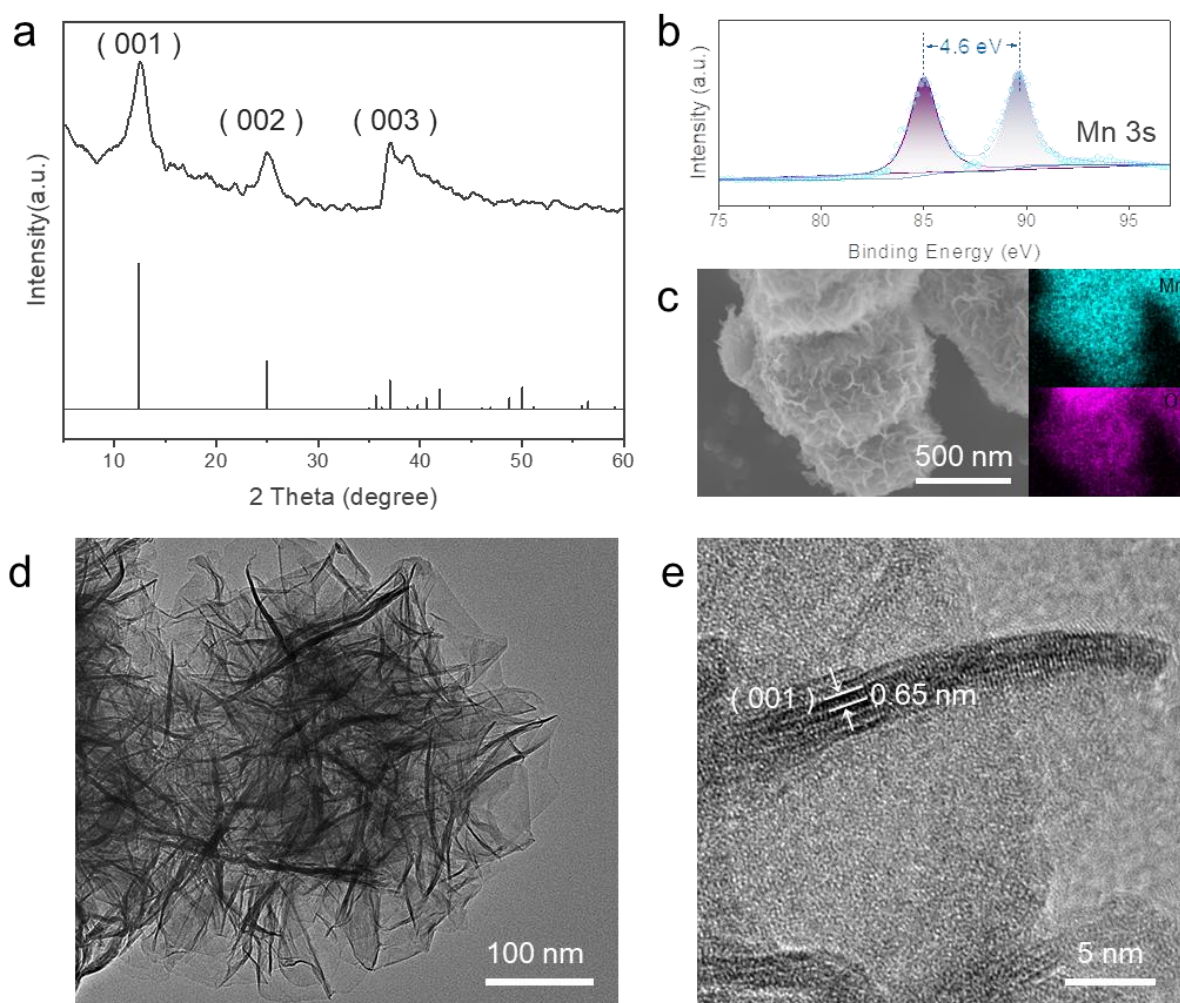 a
( 001 )
( 002 )
( 003 )
Intensity(a.u.)
10
20
30
40
50
60
2 Theta (degree)
b
4.6 eV
Mn 3s
Intensity (a.u.)
75
80
85
90
95
Binding Energy (eV)
c
500 nm
Mn
O
d
100 nm
e
( 001 )
0.65 nm
5 nm